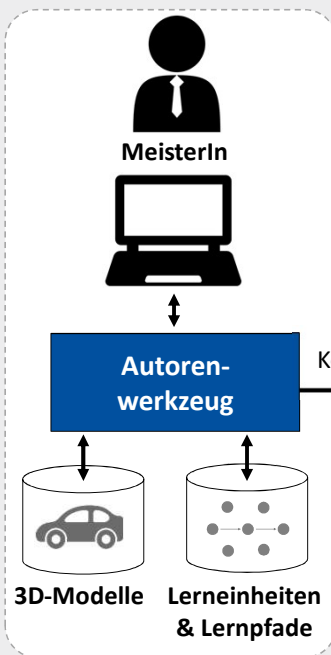 MeisterIn
Autoren-
werkzeug
K
3D-Modelle
Lerneinheiten
& Lernpfade